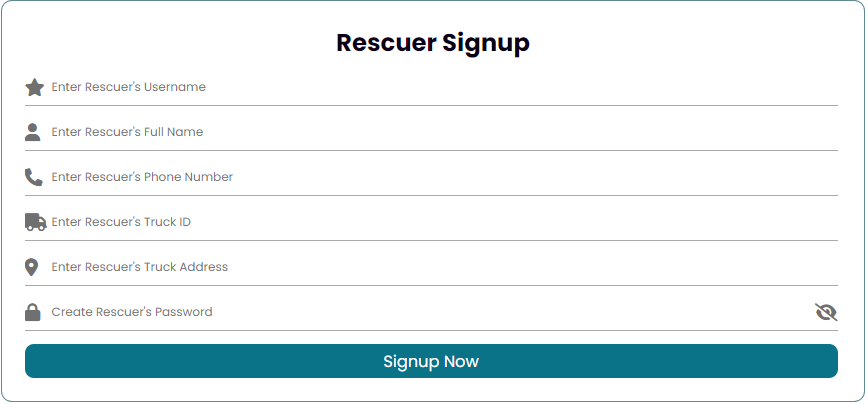 Rescuer Signup
Enter Rescuer's Username
Enter Rescuer's Full Name
Enter Rescuer's Phone Number
Enter Rescuer's Truck ID
Enter Rescuer's Truck Address
Create Rescuer's Password
Signup Now